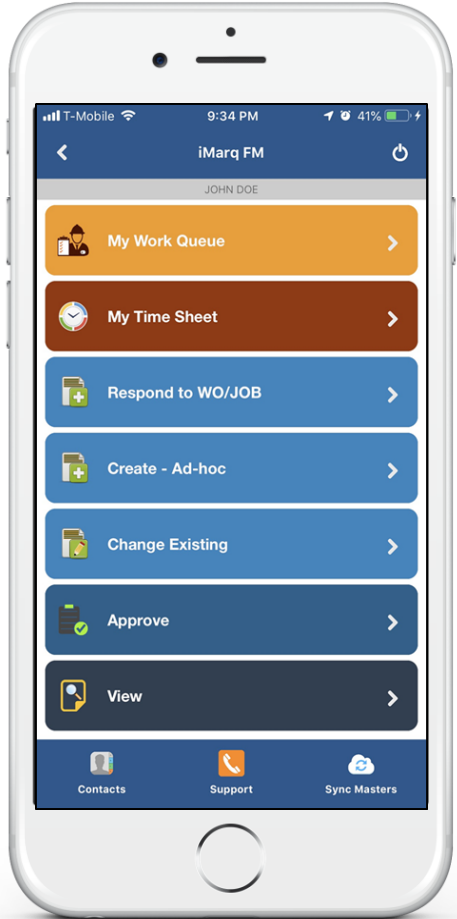 T-Mobile 9:34 PM 41%
iMarq FM
JOHN DOE
My Work Queue
My Time Sheet
Respond to WO/JOB
Create - Ad-hoc
Change Existing
Approve
View
Contacts Support Sync Masters